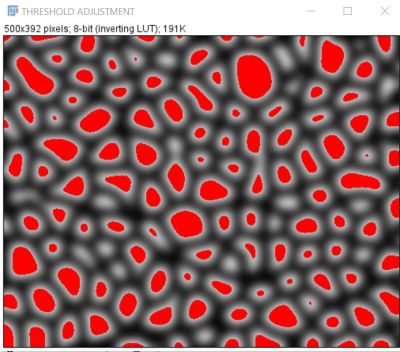 THRESHOLD ADJUSTMENT
500x392 pixels; 8-bit (inverting LUT); 191K